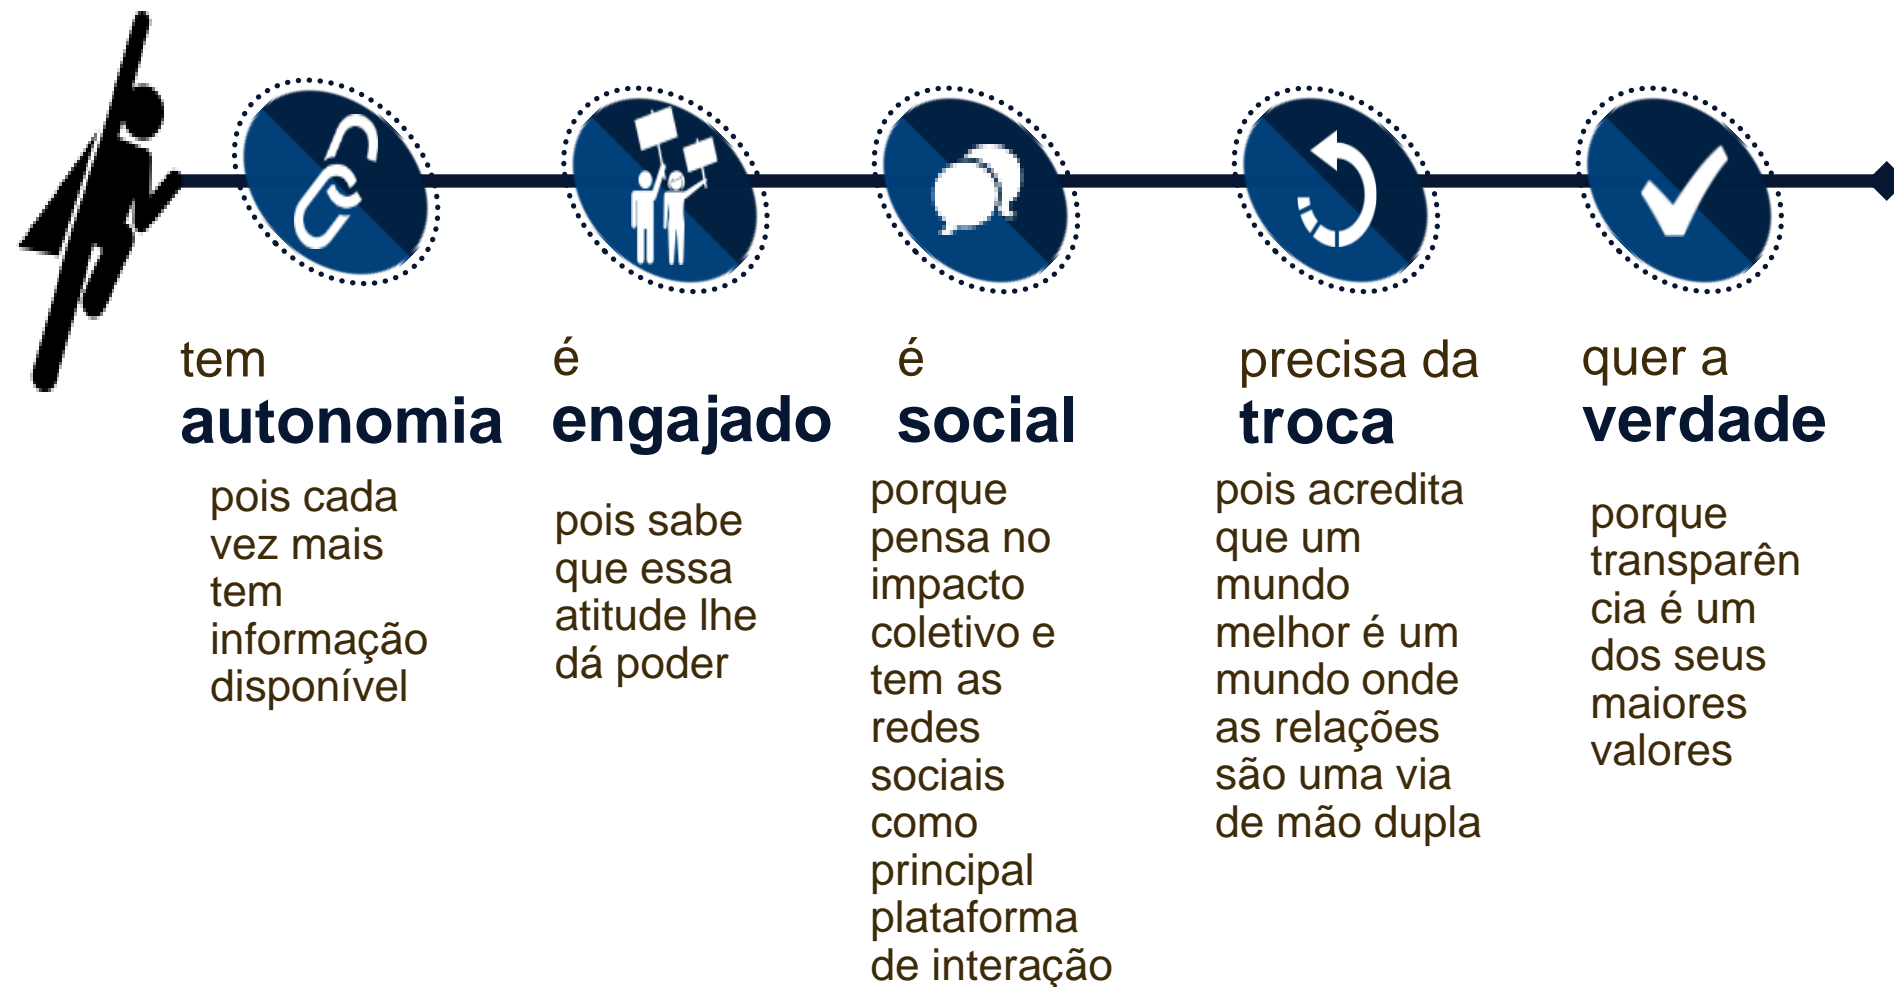 tem
autonomia
pois cada
vez mais
tem
informação
disponível
é
engajado
pois sabe
que essa
atitude lhe
dá poder
é
social
porque
pensa no
impacto
coletivo e
tem as
redes
sociais
como
principal
plataforma
de interação
precisa da
troca
pois acredita
que um
mundo
melhor é um
mundo onde
as relações
são uma via
de mão dupla
quer a
verdade
porque
transparên
cia é um
dos seus
maiores
valores